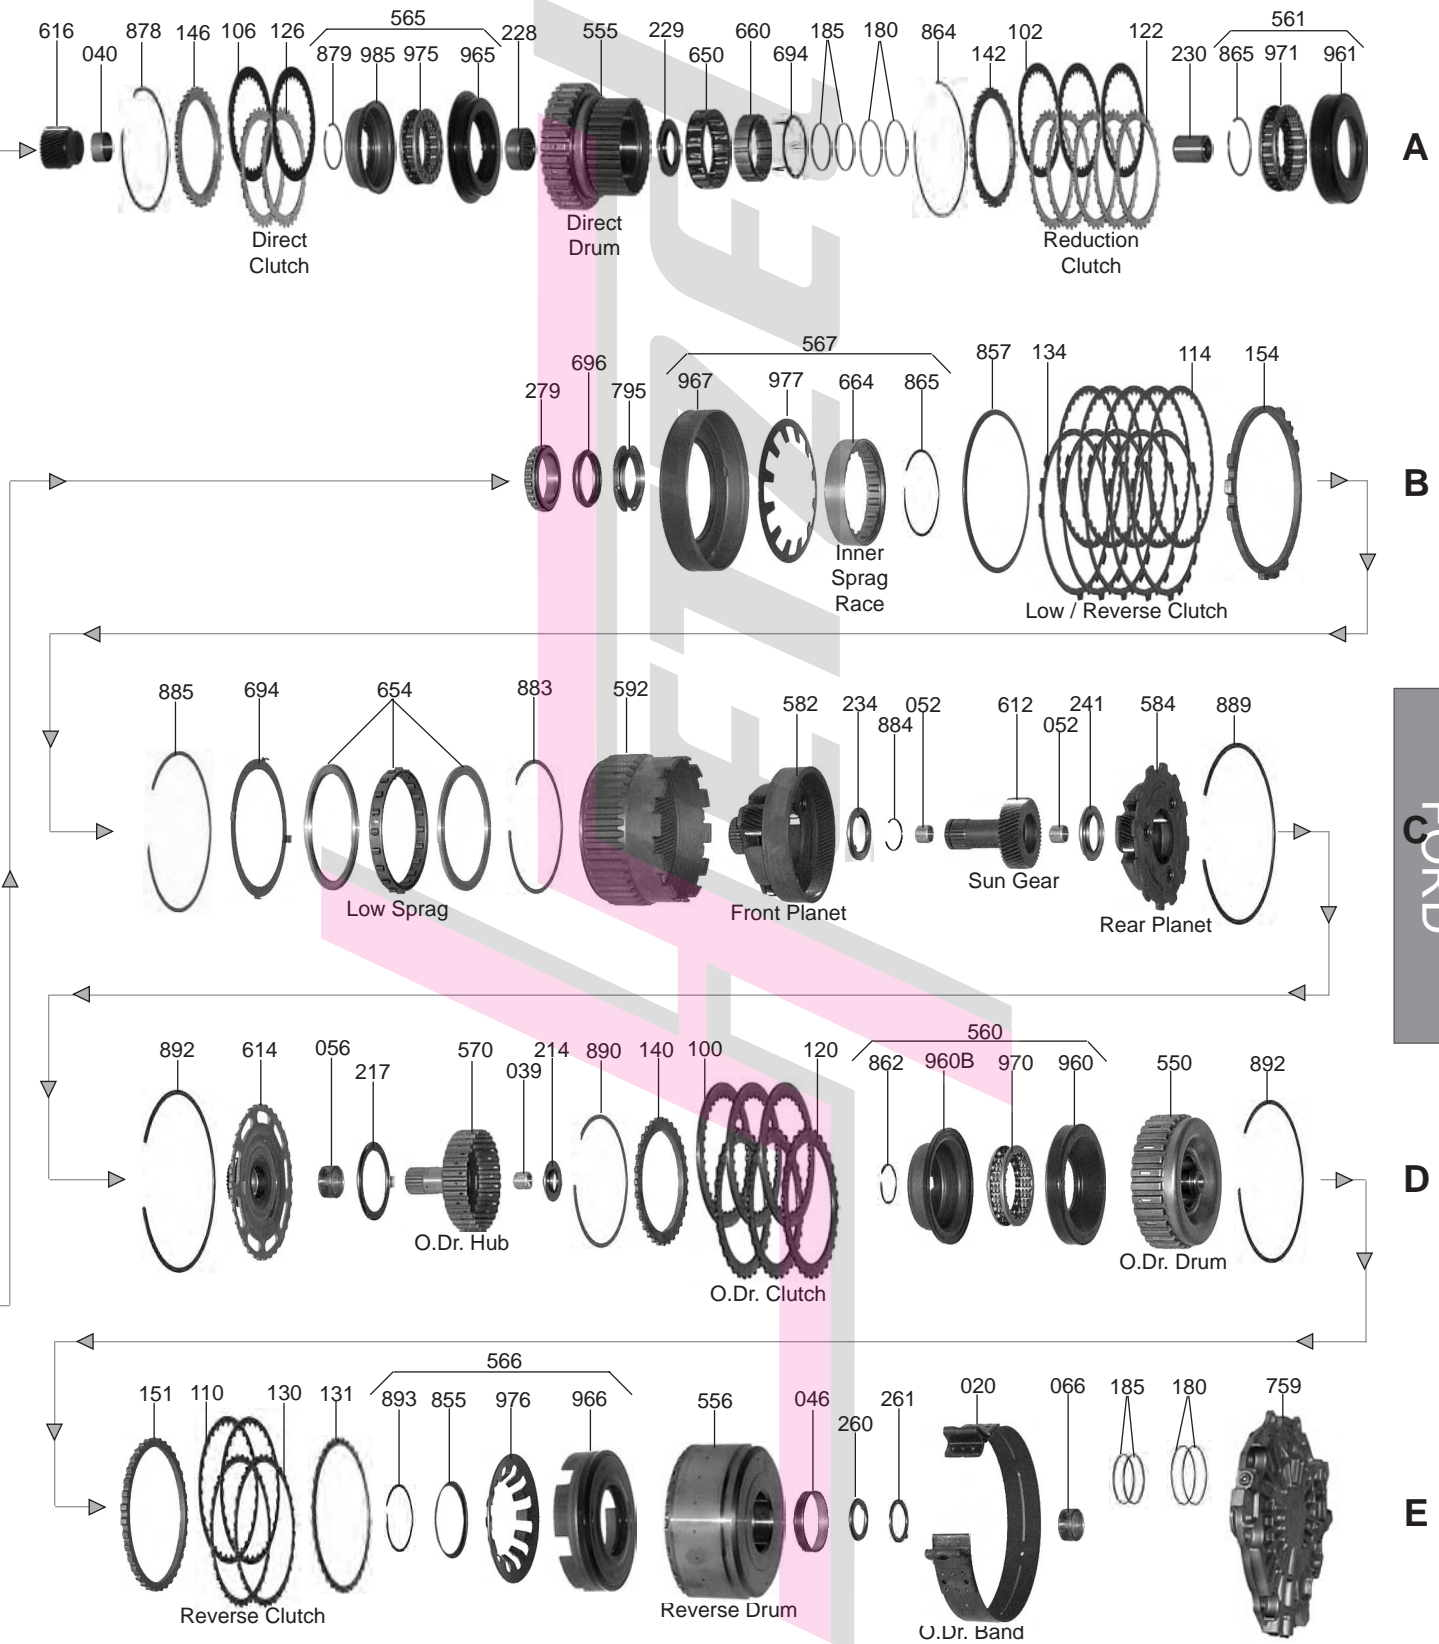 565
561
616 878 146 106 126 228 555 229 660 185 180 864 102 122
040 879 985 975 965 650 694 142 230 865 971 961
A
Direct
Clutch
Direct
Drum
Reduction
Clutch
567
279 696 795 967 977 664 865 857 134 114 154
B
Inner
Sprag
Race
Low / Reverse Clutch
885 694 654 883 592 582 234 884 052 612 052 241 584 889
C
FORD
Low Sprag
Front Planet
Sun Gear
Rear Planet
560
892 614 056 217 570 039 214 890 140 100 120 862 960B 970 960 550 892
D
O.Dr. Hub
O.Dr. Clutch
O.Dr. Drum
566
151 110 130 131 893 855 976 966 556 046 260 261 020 066 185 180 759
E
Reverse Clutch
Reverse Drum
O.Dr. Band